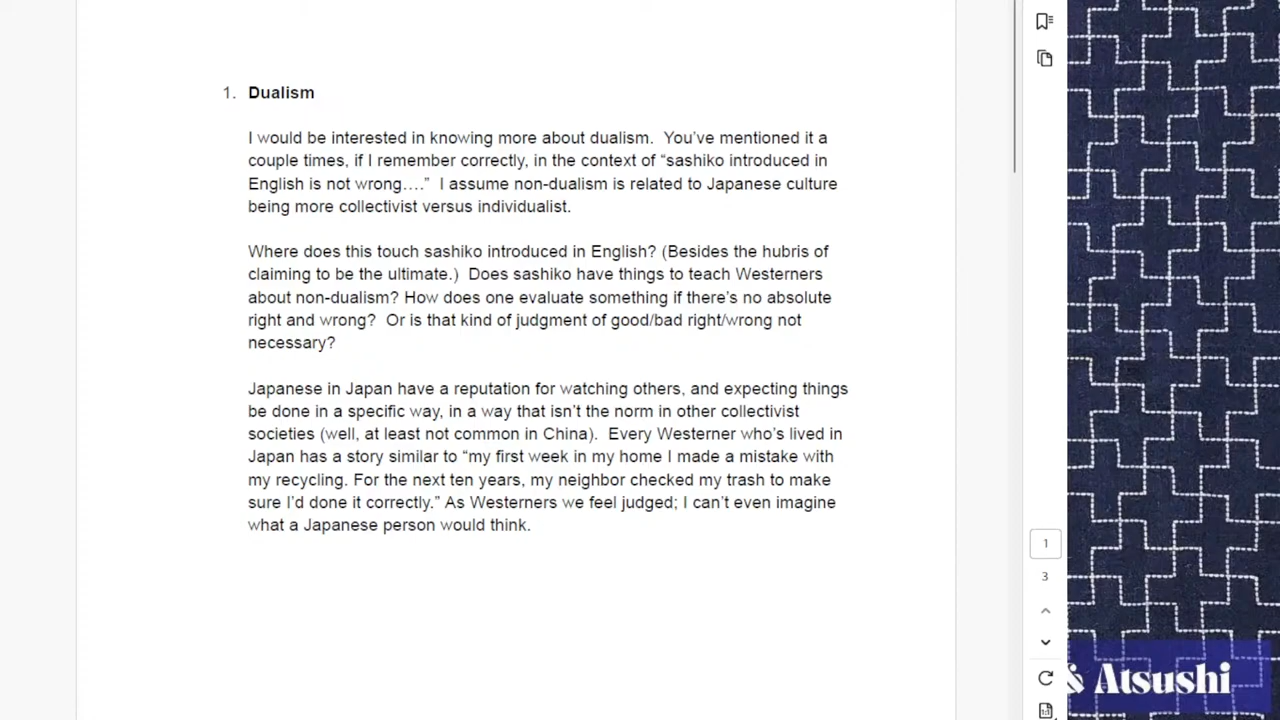 1. Dualism
I would be interested in knowing more about dualism.  You’ve mentioned it a
couple times, if I remember correctly, in the context of “sashiko introduced in
English is not wrong….”  I assume non-dualism is related to Japanese culture
being more collectivist versus individualist.
Where does this touch sashiko introduced in English? (Besides the hubris of
claiming to be the ultimate.)  Does sashiko have things to teach Westerners
about non-dualism? How does one evaluate something if there’s no absolute
right and wrong?  Or is that kind of judgment of good/bad right/wrong not
necessary?
Japanese in Japan have a reputation for watching others, and expecting things
be done in a specific way, in a way that isn’t the norm in other collectivist
societies (well, at least not common in China).  Every Westerner who’s lived in
Japan has a story similar to “my first week in my home I made a mistake with
my recycling. For the next ten years, my neighbor checked my trash to make
sure I’d done it correctly.” As Westerners we feel judged; I can’t even imagine
what a Japanese person would think.
1
3
& Atsushi